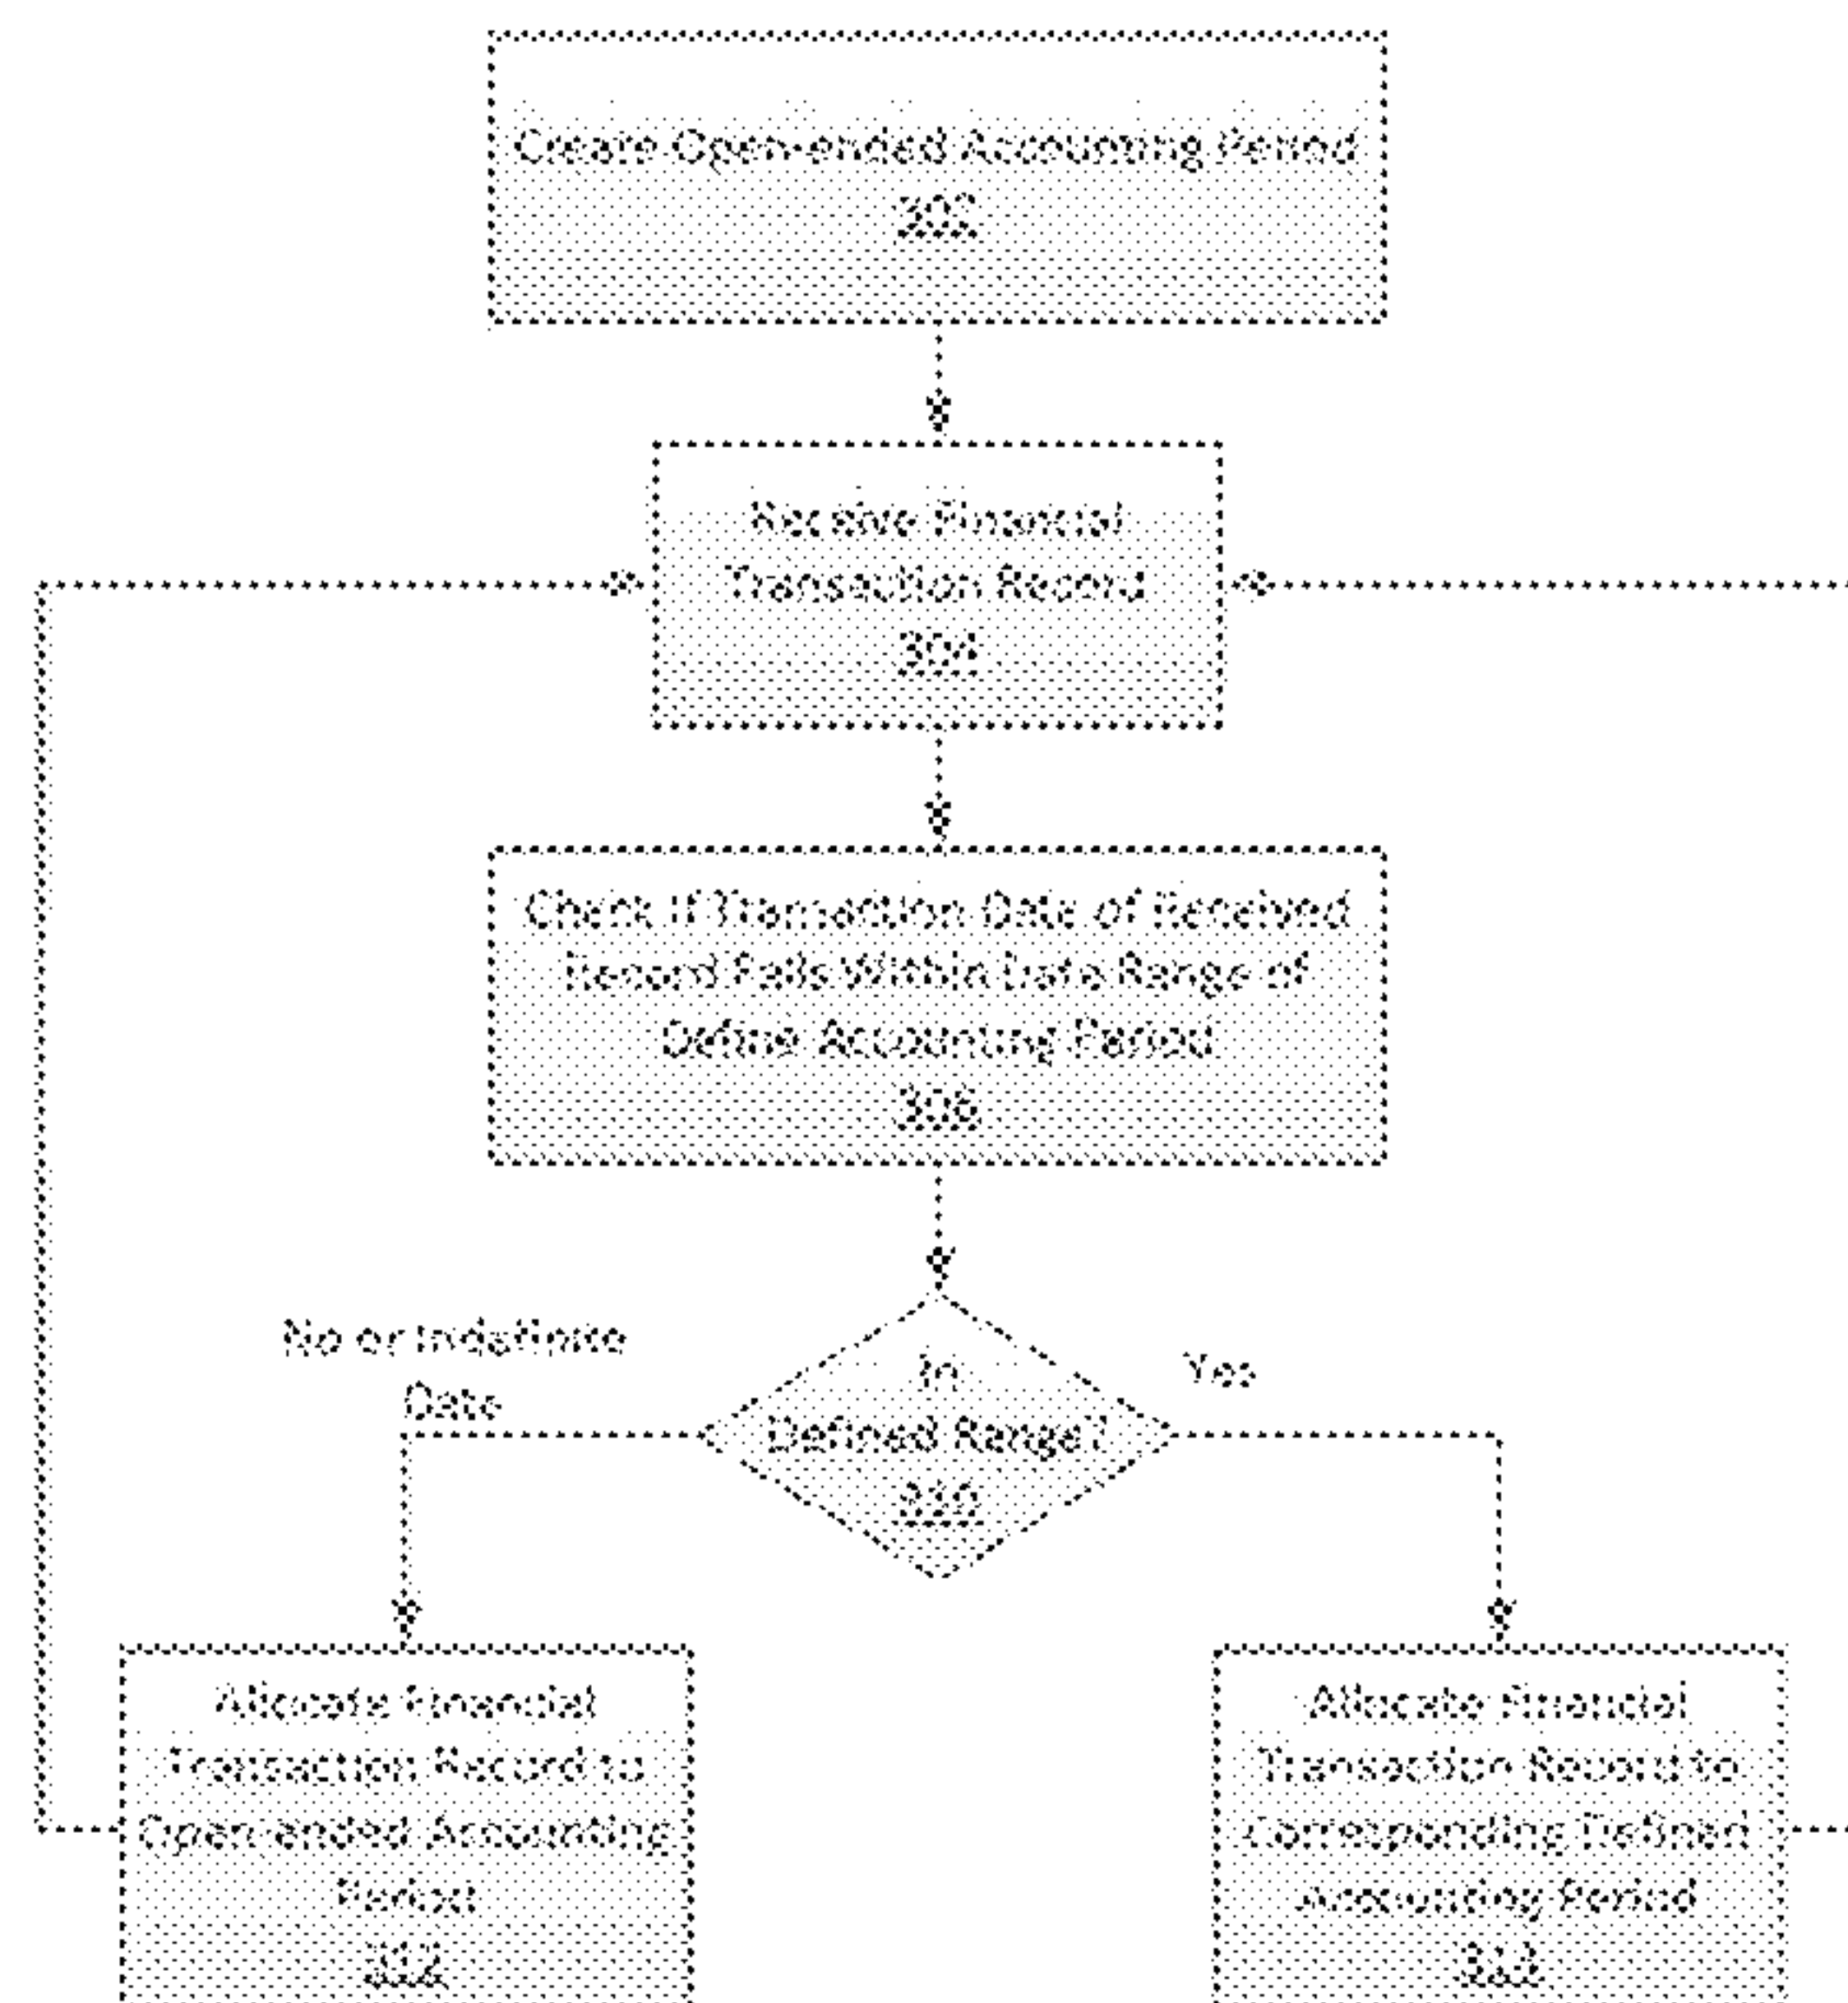 Create Open-ended Accounting Period
302
Receive Financial
Transaction Record
304
Check If Transaction Date of Received
Record Falls Within Date Range of
Define Accounting Period
306
No or Indefinite
Date
In
Defined Range?
310
Yes
Allocate Financial
Transaction Record to
Open-ended Accounting
Period
312
Allocate Financial
Transaction Record to
Corresponding Defined
Accounting Period